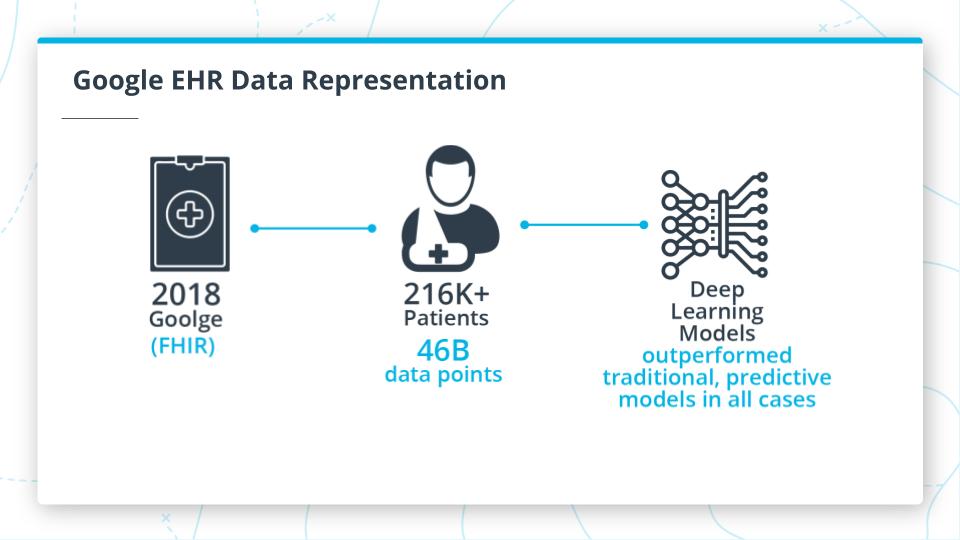 Google EHR Data Representation
2018
Goolge
(FHIR)
216K+
Patients
46B
data points
Deep
Learning
Models
outperformed
traditional, predictive
models in all cases